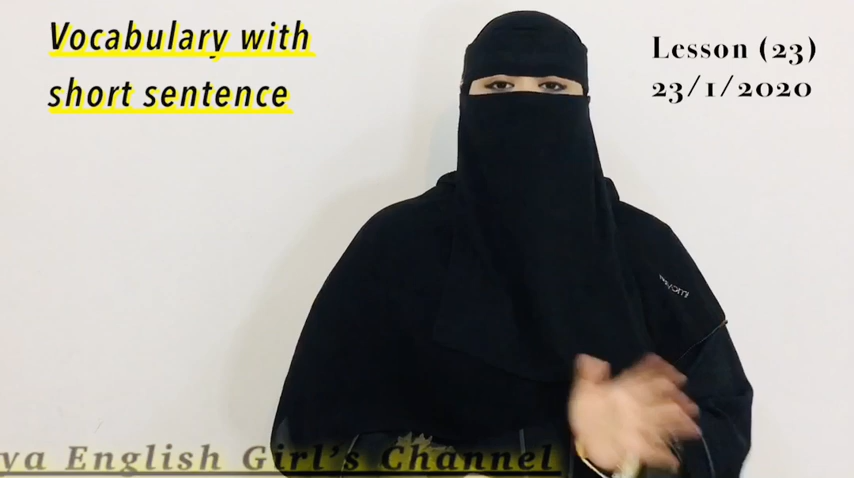 Vocabulary with
short sentence
Lesson (23)
23/1/2020
English Girl's Channel